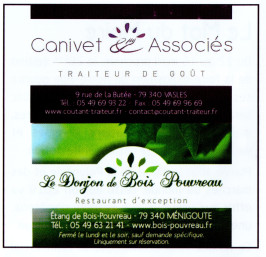 Canivet & Associés
TRAITEUR DE GOÛT
9 rue de la Butée - 79 340 VASLES
Tél. : 05 49 69 93 22 Fax : 05 49 69 96 69
www.coutant-traiteur.fr - contact@coutant-traiteur.fr
Le Donjon de Bois Pouvreau
Restaurant d'exception
Étang de Bois-Pouvreau - 79 340 MÉNIGOUTE
Tél. : 05 49 63 21 41 - www.bois-pouvreau.fr
Fermé le lundi et le soir, sauf demande spécifique.
Uniquement sur réservation.